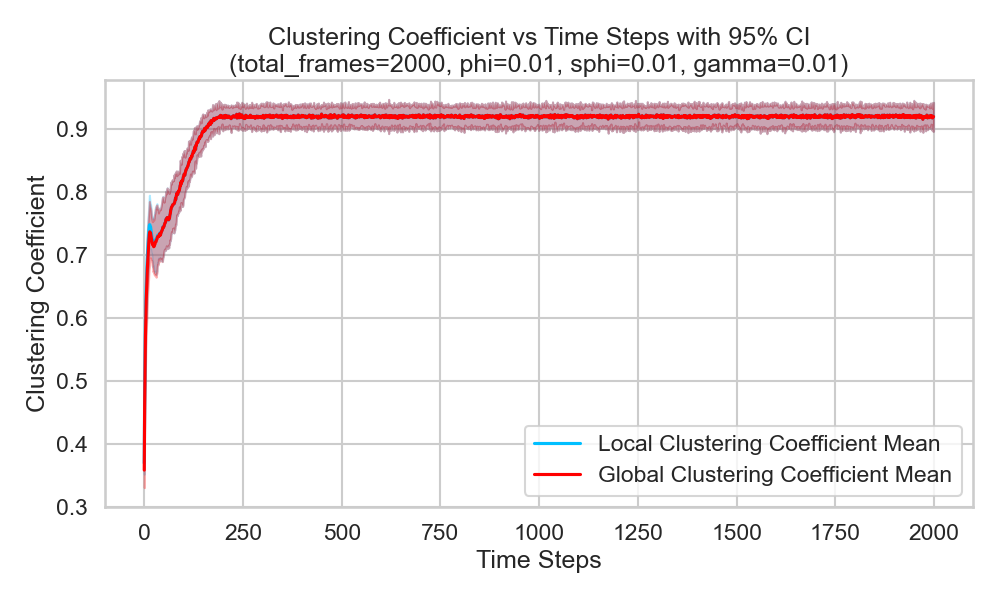 Clustering Coefficient vs Time Steps with 95% CI
(total_frames=2000, phi=0.01, sphi=0.01, gamma=0.01)
Clustering Coefficient
0.9
0.8
0.7
0.6
0.5
0.4
0.3
Local Clustering Coefficient Mean
Global Clustering Coefficient Mean
0 250 500 750 1000 1250 1500 1750 2000
Time Steps